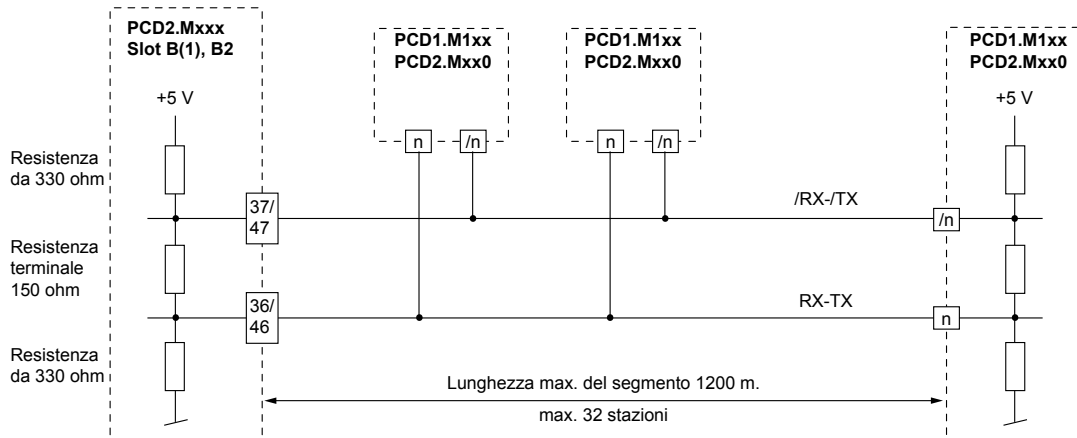 PCD2.Mxxx
Slot B(1), B2
PCD1.M1xx
PCD2.Mxx0
PCD1.M1xx
PCD2.Mxx0
PCD1.M1xx
PCD2.Mxx0
+5 V
+5 V
n
/n
n
/n
Resistenza
da 330 ohm
37/
47
/RX-/TX
/n
Resistenza
terminale
150 ohm
36/
46
RX-TX
n
Resistenza
da 330 ohm
Lunghezza max. del segmento 1200 m.
max. 32 stazioni